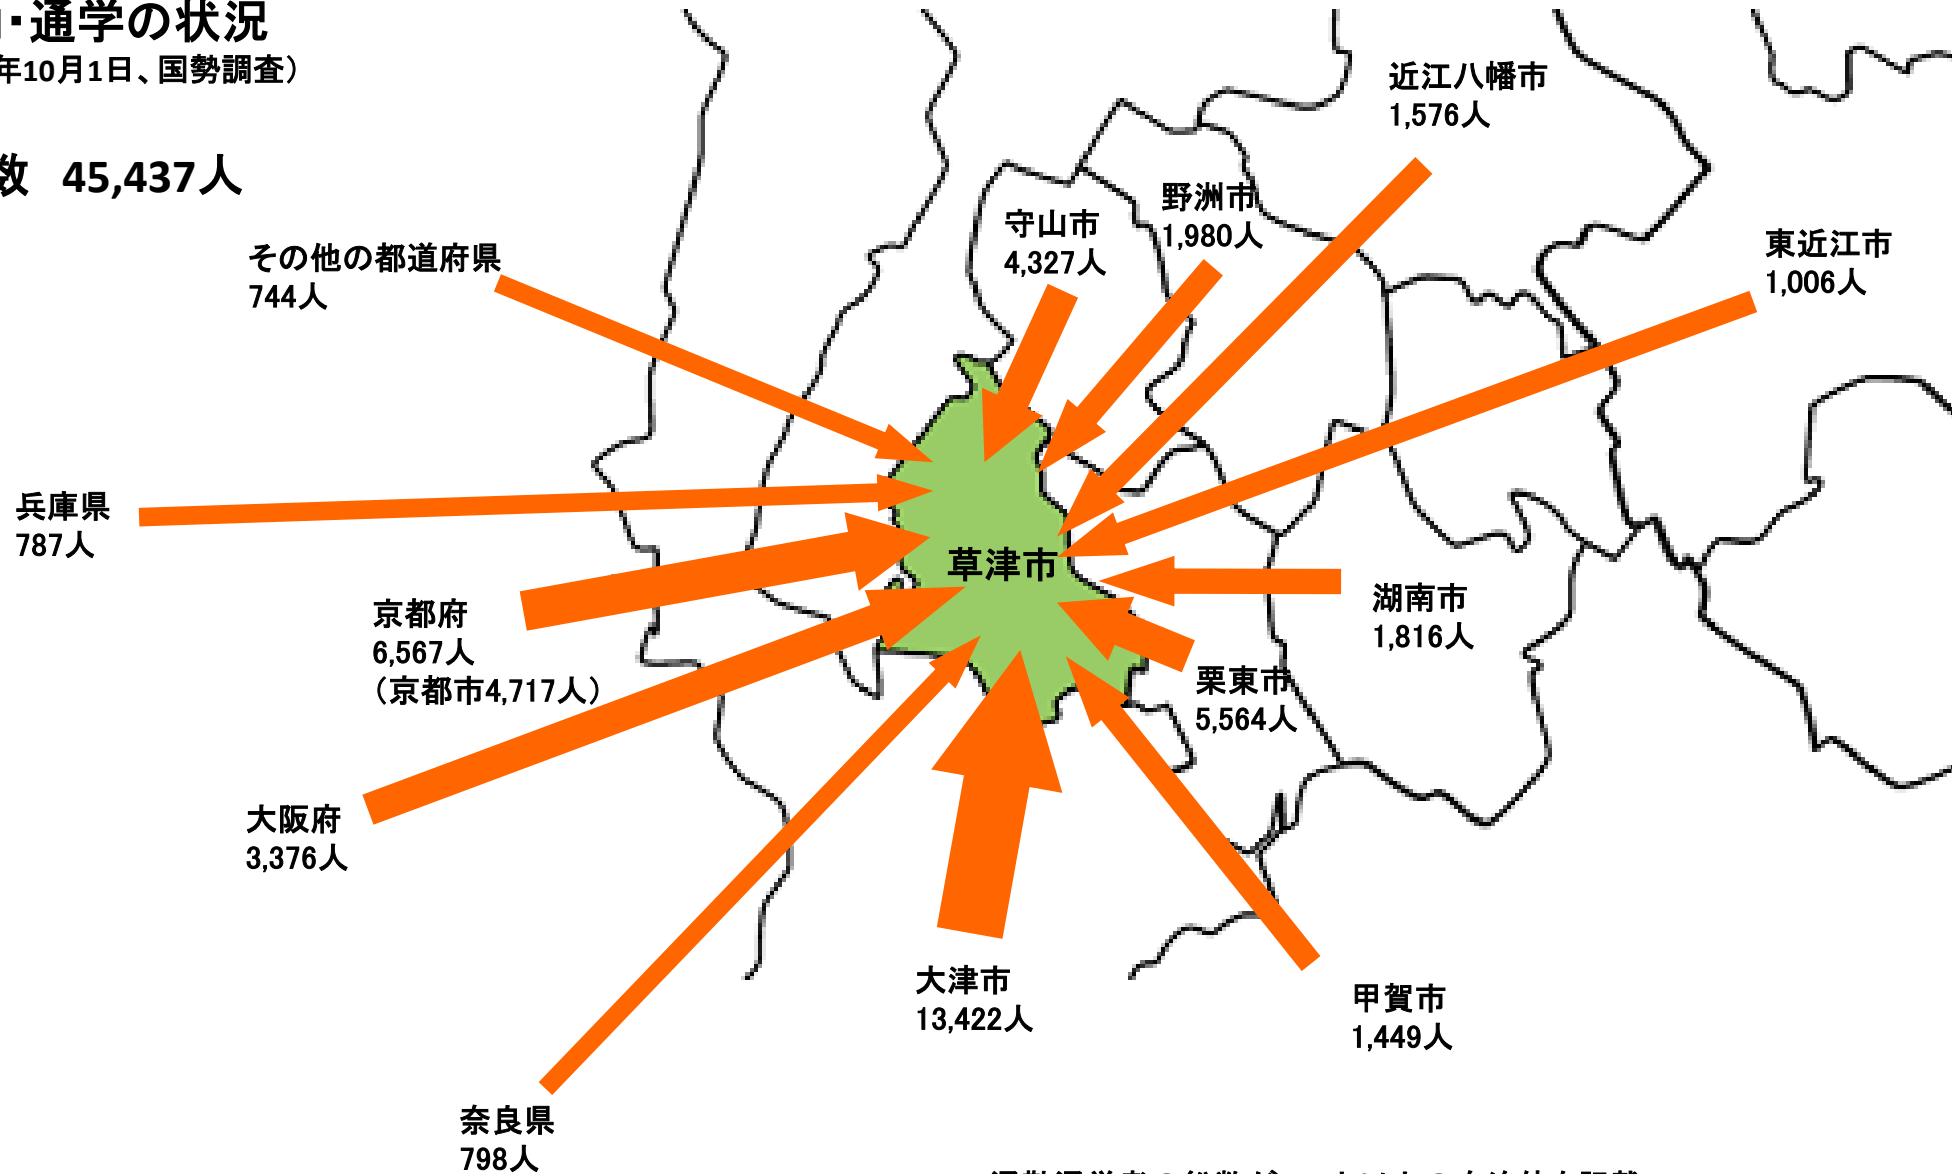 ・通学の状況
年10月1日、国勢調査）
数 45,437人
近江八幡市
1,576人
野洲市
1,980人
守山市
4,327人
東近江市
1,006人
その他の都道府県
744人
兵庫県
787人
草津市
京都府
6,567人
（京都市4,717人）
湖南市
1,816人
栗東市
5,564人
大阪府
3,376人
大津市
13,422人
甲賀市
1,449人
奈良県
798人